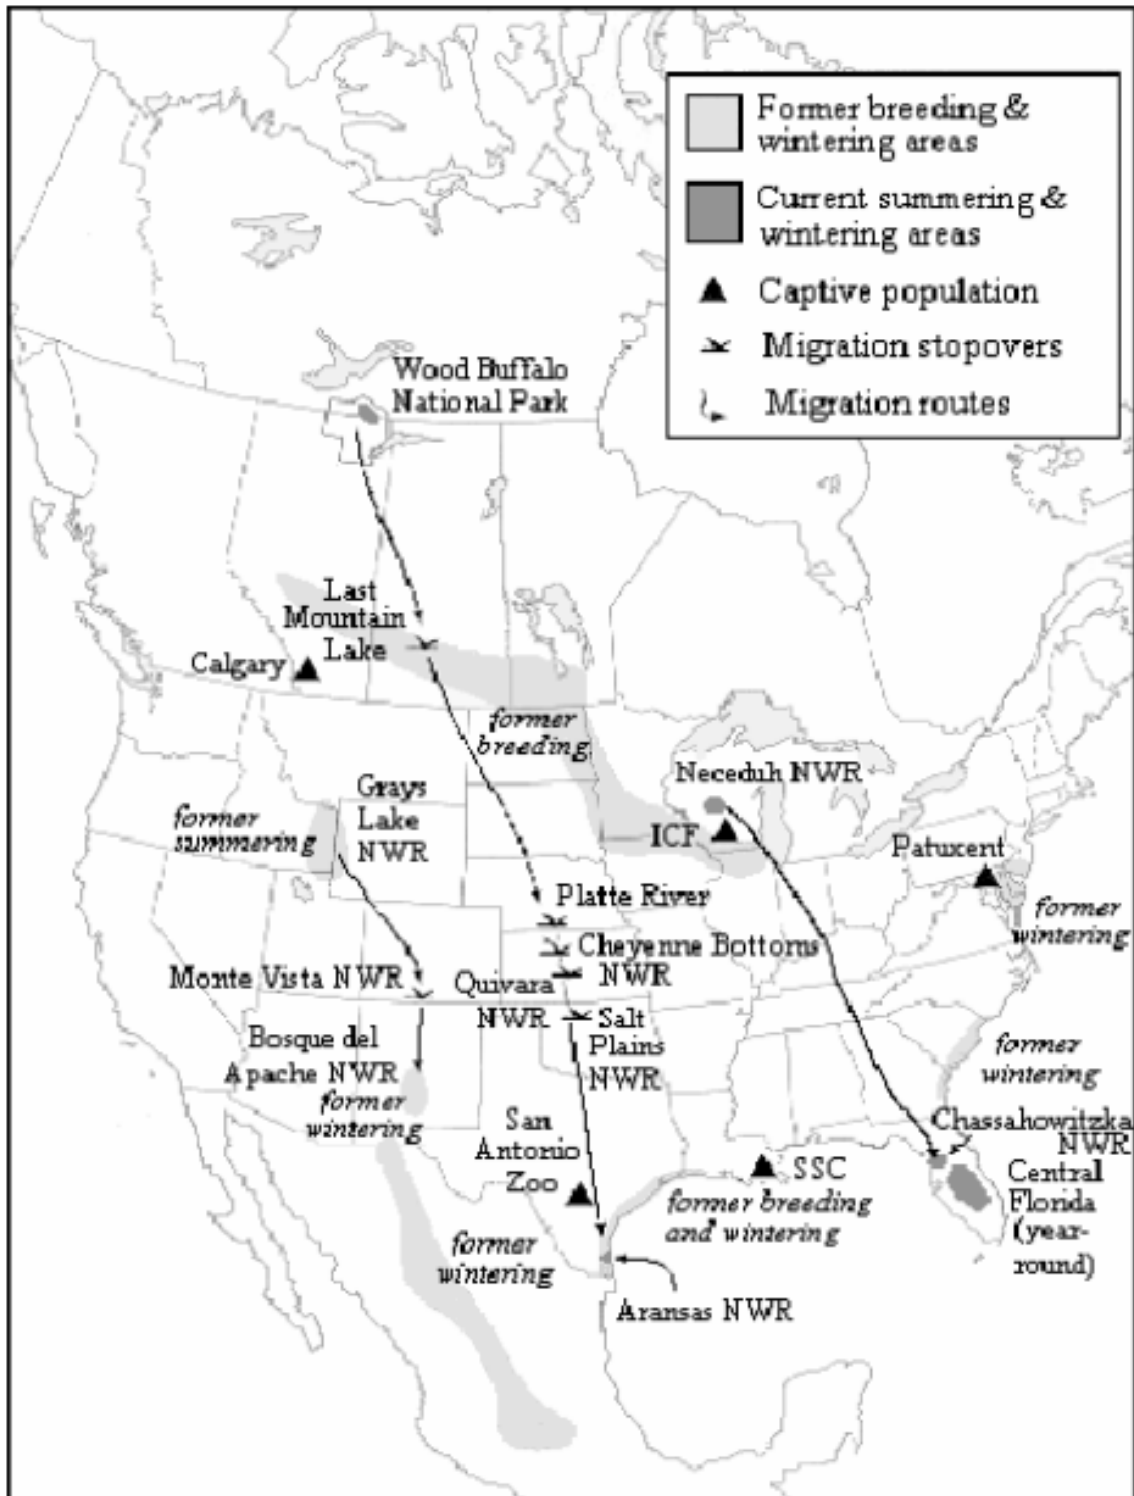 Former breeding &
wintering areas
Current summering &
wintering areas
Captive population
Migration stopovers
Migration routes
Wood Buffalo
National Park
Last
Mountain
Lake
Calgary
former
breeding
Neceduh NWR
Grays
Lake
NWR
former
summering
ICF
Patuxent
former
wintering
Platte River
Cheyenne Bottoms
NWR
Monte Vista NWR
Quivara
NWR
Salt
Plains
NWR
Bosque del
Apache NWR
former
wintering
former
wintering
San
Antonio
Zoo
Chassahowitzka
NWR
SSC
Central
Florida
(year-
round)
former breeding
and wintering
former
wintering
Aransas NWR